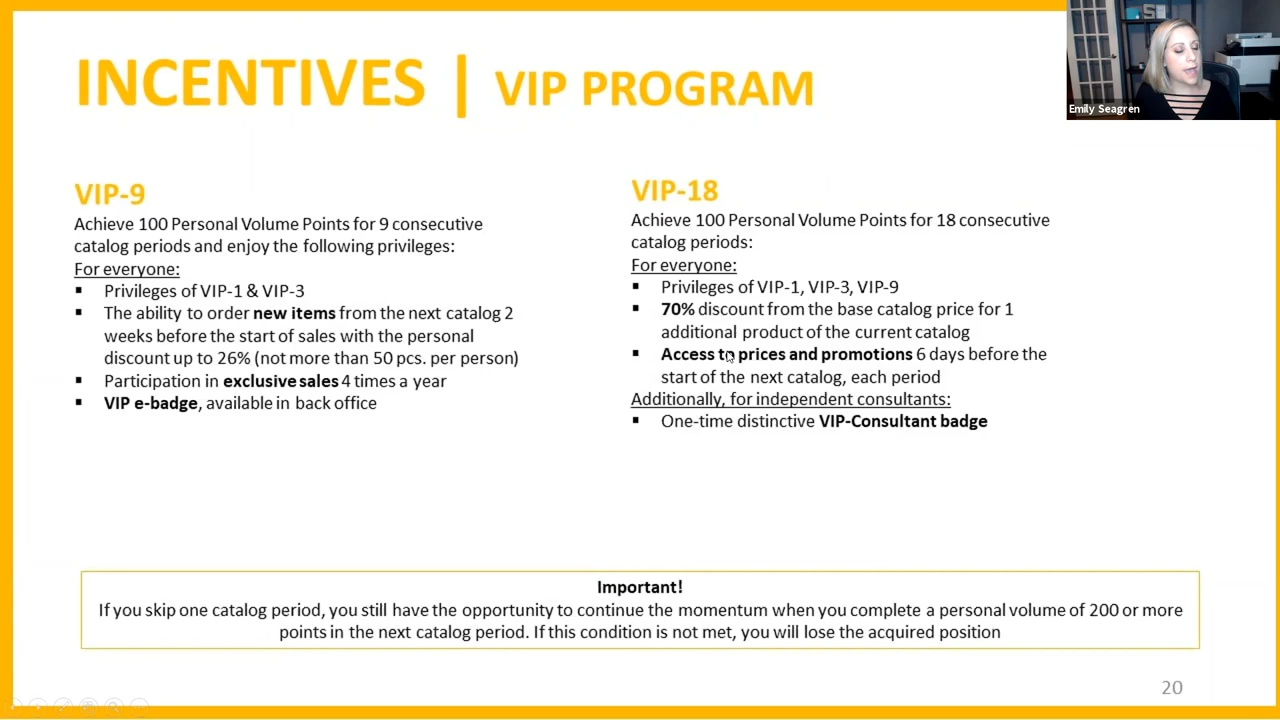 INCENTIVES | VIP PROGRAM
Emily Seagren
VIP-9
Achieve 100 Personal Volume Points for 9 consecutive
catalog periods and enjoy the following privileges:
For everyone:
▪ Privileges of VIP-1 & VIP-3
▪ The ability to order new items from the next catalog 2
weeks before the start of sales with the personal
discount up to 26% (not more than 50 pcs. per person)
▪ Participation in exclusive sales 4 times a year
▪ VIP e-badge, available in back office
VIP-18
Achieve 100 Personal Volume Points for 18 consecutive
catalog periods:
For everyone:
▪ Privileges of VIP-1, VIP-3, VIP-9
▪ 70% discount from the base catalog price for 1
additional product of the current catalog
▪ Access to prices and promotions 6 days before the
start of the next catalog, each period
Additionally, for independent consultants:
▪ One-time distinctive VIP-Consultant badge
Important!
If you skip one catalog period, you still have the opportunity to continue the momentum when you complete a personal volume of 200 or more
points in the next catalog period. If this condition is not met, you will lose the acquired position
20